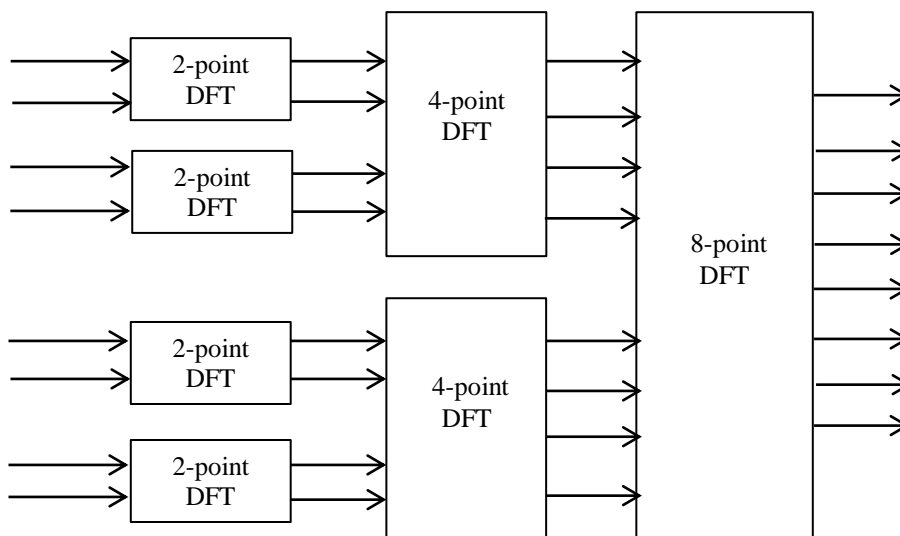 2-point
DFT
4-point
DFT
2-point
DFT
8-point
DFT
2-point
DFT
4-point
DFT
2-point
DFT